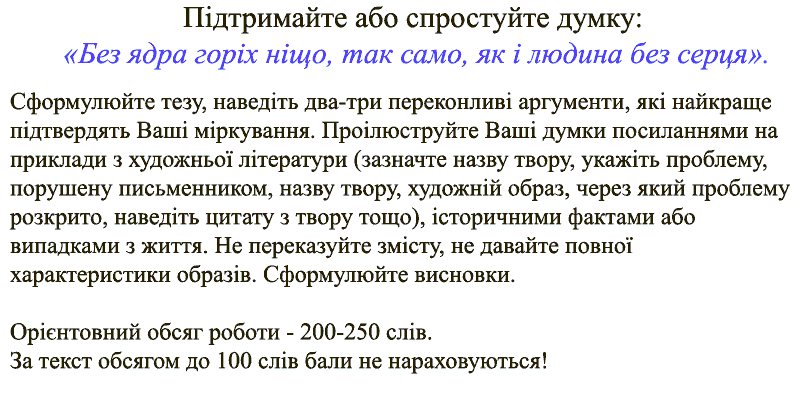 Підтримайте або спростуйте думку:
«Без ядра горіх ніщо, так само, як і людина без серця».
Сформулюйте тезу, наведіть два-три переконливі аргументи, які найкраще
підтвердять Ваші міркування. Проілюструйте Ваші думки посиланнями на
приклади з художньої літератури (зазначте назву твору, укажіть проблему,
порушену письменником, назву твору, художній образ, через який проблему
розкрито, наведіть цитату з твору тощо), історичними фактами або
випадками з життя. Не переказуйте змісту, не давайте повної
характеристики образів. Сформулюйте висновки.
Орієнтовний обсяг роботи - 200-250 слів.
За текст обсягом до 100 слів бали не нараховуються!